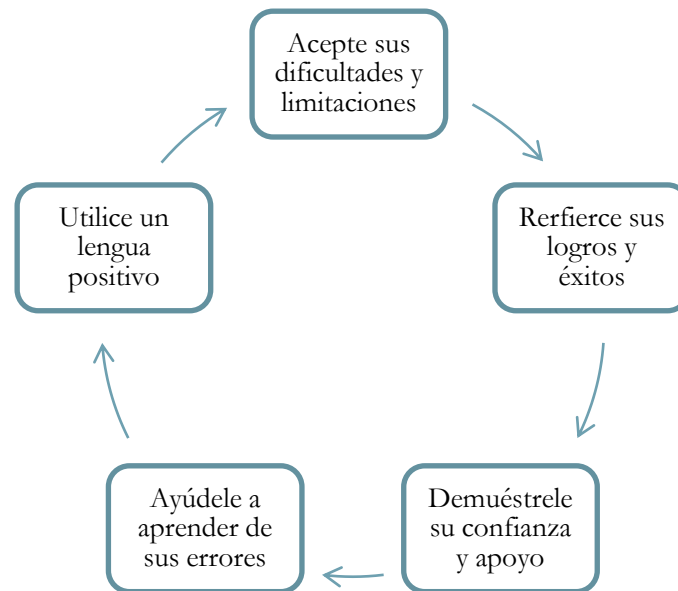 Acepte sus
dificultades y
limitaciones
Rerfierce sus
logros y
éxitos
Demuéstrele
su confianza
y apoyo
Ayúdele a
aprender de
sus errores
Utilice un
lengua
positivo